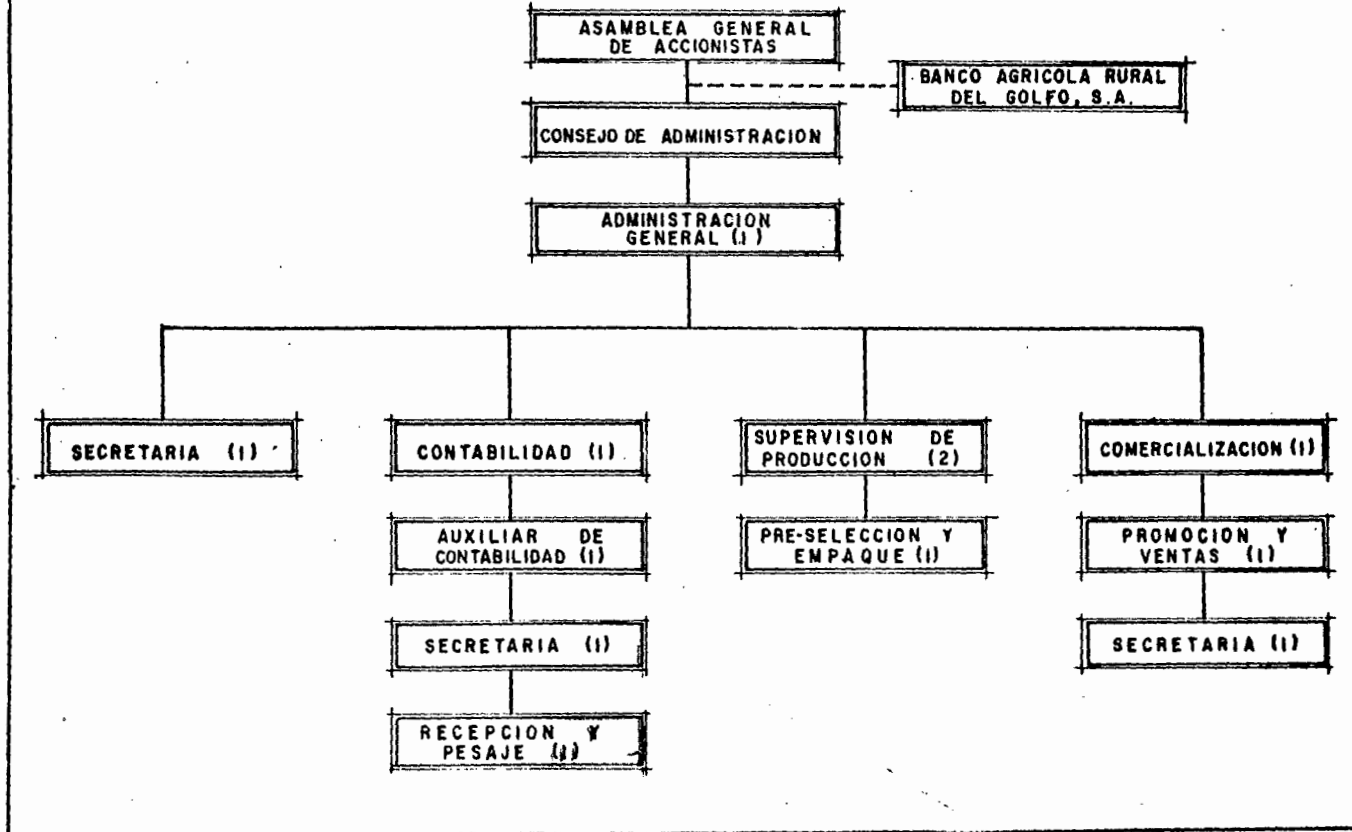 ASAMBLEA GENERAL
DE ACCIONISTAS
BANCO AGRICOLA RURAL
DEL GOLFO, S.A.
CONSEJO DE ADMINISTRACION
ADMINISTRACION
GENERAL (1)
SECRETARIA (1)
CONTABILIDAD (1)
SUPERVISION DE
PRODUCCION (2)
COMERCIALIZACION (1)
AUXILIAR DE
CONTABILIDAD (1)
PRE-SELECCION Y
EMPAQUE (1)
PROMOCION Y
VENTAS (1)
SECRETARIA (1)
SECRETARIA (1)
RECEPCION Y
PESAJE (1)